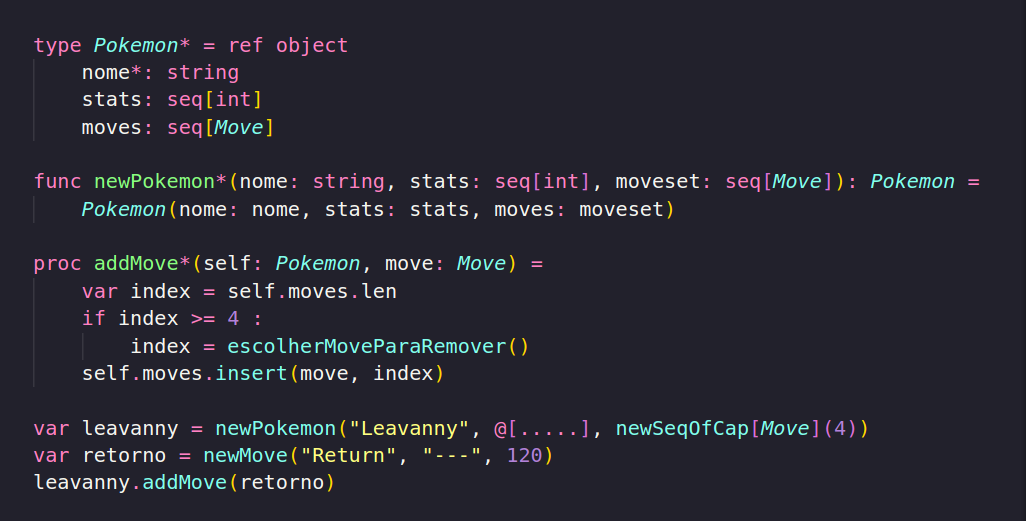 type Pokemon* = ref object
    nome*: string
    stats: seq[int]
    moves: seq[Move]

func newPokemon*(nome: string, stats: seq[int], moveset: seq[Move]): Pokemon =
    Pokemon(nome: nome, stats: stats, moves: moveset)

proc addMove*(self: Pokemon, move: Move) =
    var index = self.moves.len
    if index >= 4 :
        index = escolherMoveParaRemover()
    self.moves.insert(move, index)

var leavanny = newPokemon("Leavanny", @[.....], newSeqOfCap[Move](4))
var retorno = newMove("Return", "---", 120)
leavanny.addMove(retorno)